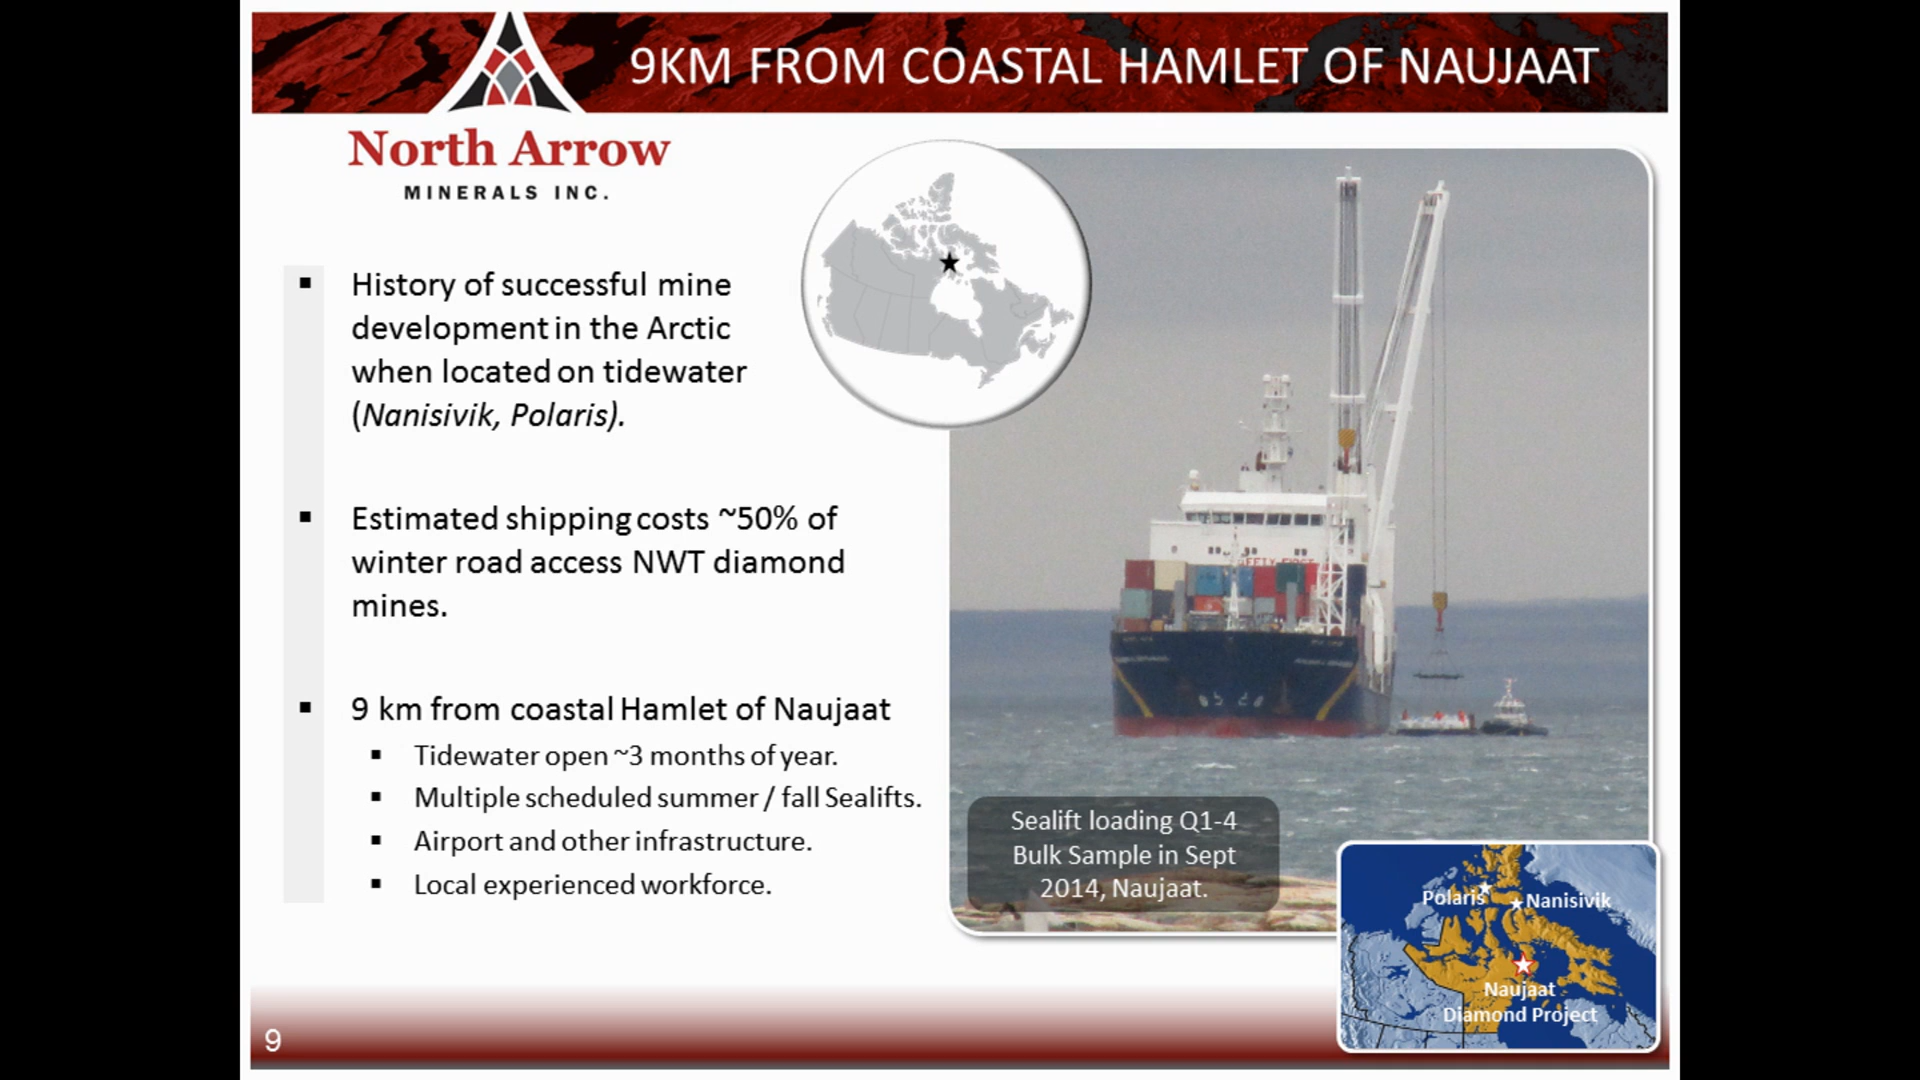 9KM FROM COASTAL HAMLET OF NAUJAAT
North Arrow
MINERALS INC.
▪ History of successful mine
development in the Arctic
when located on tidewater
(Nanisivik, Polaris).
▪ Estimated shipping costs ~50% of
winter road access NWT diamond
mines.
▪ 9 km from coastal Hamlet of Naujaat
▪ Tidewater open ~3 months of year.
▪ Multiple scheduled summer / fall Sealifts.
▪ Airport and other infrastructure.
▪ Local experienced workforce.
Sealift loading Q1-4
Bulk Sample in Sept
2014, Naujaat.
Polaris
Nanisivik
Naujaat
Diamond Project
9